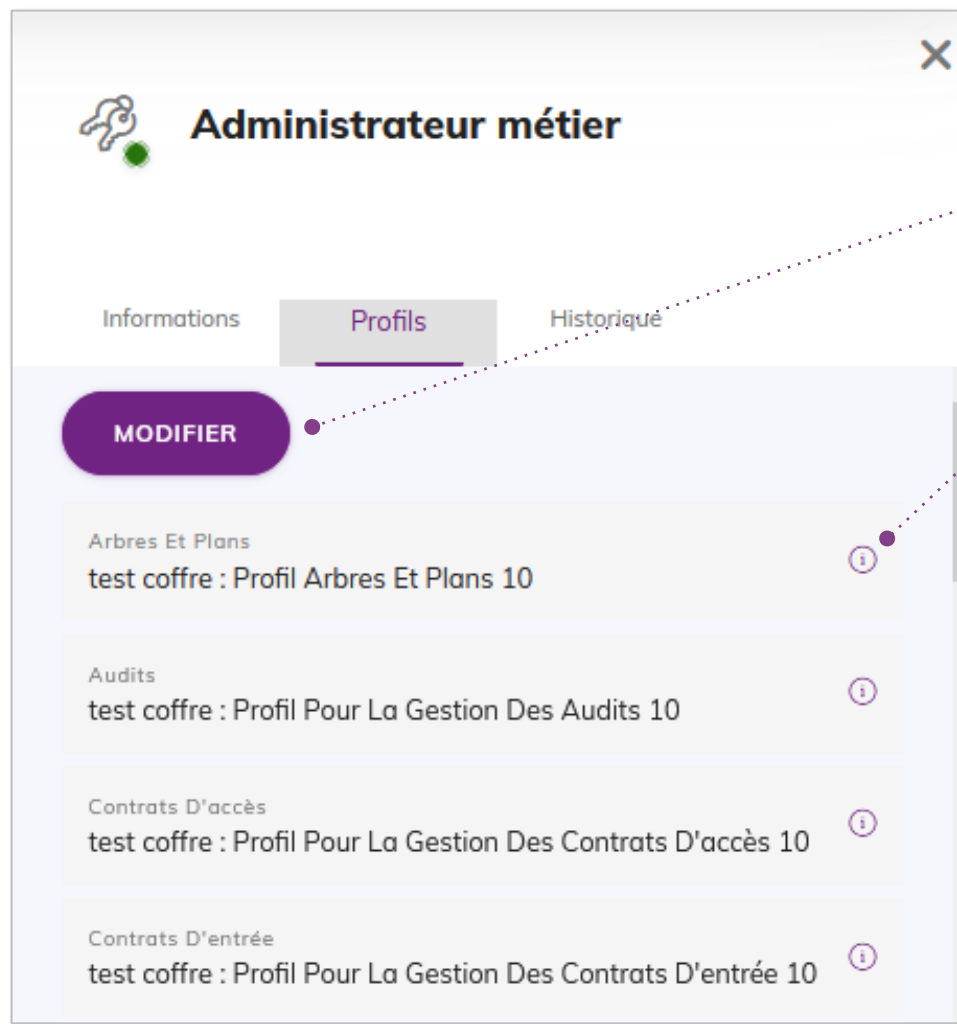 Administrateur métier
Informations
Profils
Historique
MODIFIER
Arbres Et Plans
test coffre : Profil Arbres Et Plans 10
Audits
test coffre : Profil Pour La Gestion Des Audits 10
Contrats D'accès
test coffre : Profil Pour La Gestion Des Contrats D'accès 10
Contrats D'entrée
test coffre : Profil Pour La Gestion Des Contrats D'entrée 10